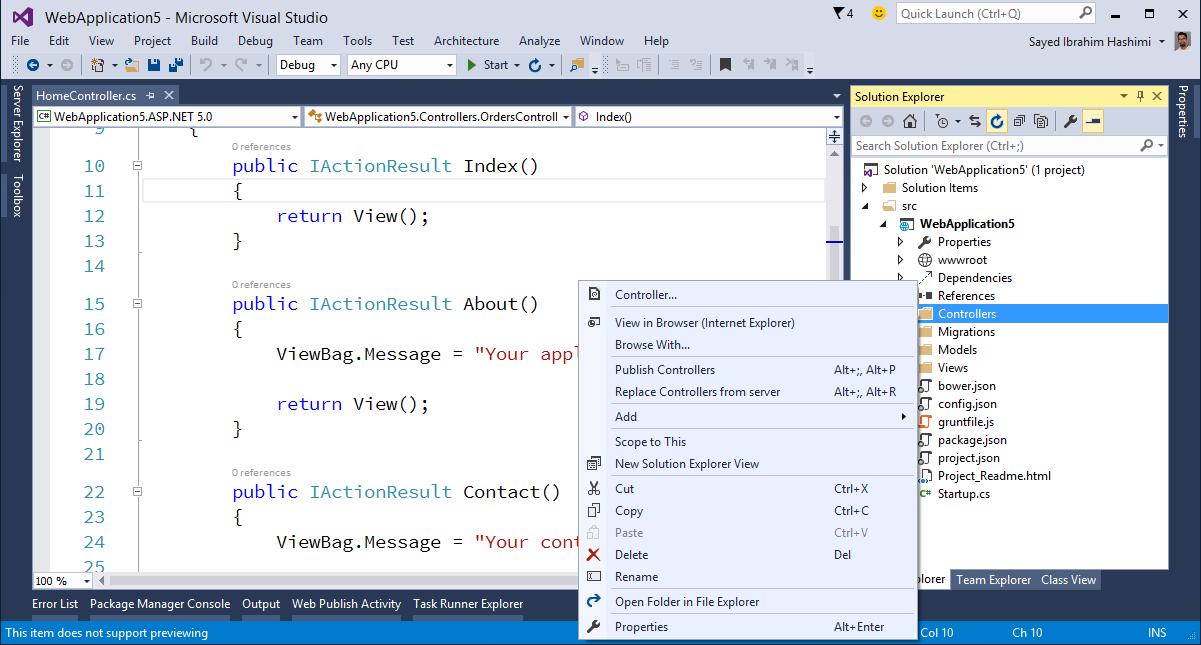 WebApplication5 - Microsoft Visual Studio
4
Quick Launch (Ctrl+Q)
File Edit View Project Build Debug Team Tools Test Architecture Analyze Window Help
Sayed Ibrahim Hashimi
Debug Any CPU Start
Server Explorer
Toolbox
HomeController.cs
WebApplication5.ASP.NET 5.0 WebApplication5.Controllers.OrdersControll Index()
9 {
0 references
10 public IActionResult Index()
11 {
12 return View();
13 }
14
0 references
15 public IActionResult About()
16 {
17 ViewBag.Message = "Your appl
18
19 return View();
20 }
21
0 references
22 public IActionResult Contact()
23 {
24 ViewBag.Message = "Your cont
25
100 %
Controller...
View in Browser (Internet Explorer)
Browse With...
Publish Controllers Alt+;, Alt+P
Replace Controllers from server Alt+;, Alt+R
Add
Scope to This
New Solution Explorer View
Cut Ctrl+X
Copy Ctrl+C
Paste Ctrl+V
Delete Del
Rename
Open Folder in File Explorer
Properties Alt+Enter
Solution Explorer
Search Solution Explorer (Ctrl+;)
Solution 'WebApplication5' (1 project)
Solution Items
src
WebApplication5
Properties
wwwroot
Dependencies
References
Controllers
Migrations
Models
Views
bower.json
config.json
gruntfile.js
package.json
project.json
Project_Readme.html
C# Startup.cs
plorer Team Explorer Class View
Properties
Error List Package Manager Console Output Web Publish Activity Task Runner Explorer
This item does not support previewing Col 10 Ch 10 INS